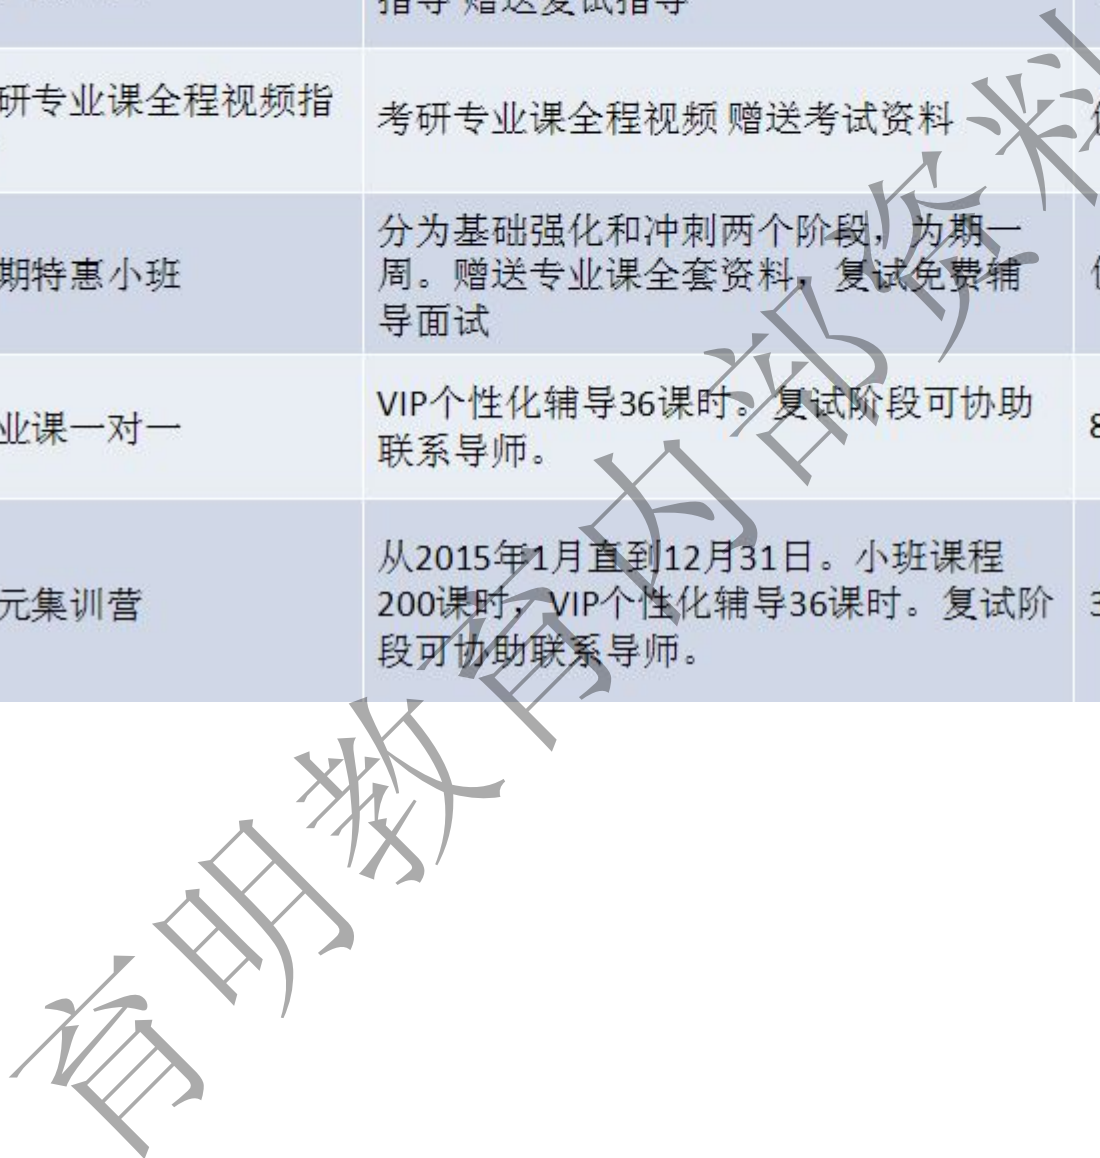 指导 赠送复试指导
研专业课全程视频指
考研专业课全程视频 赠送考试资料
期特惠小班
分为基础强化和冲刺两个阶段，为期一
周。赠送专业课全套资料，复试免费辅
导面试
业课一对一
VIP个性化辅导36课时。复试阶段可协助
联系导师。
8
元集训营
从2015年1月直到12月31日。小班课程
200课时，VIP个性化辅导36课时。复试阶
段可协助联系导师。
3
育明教育内部资料